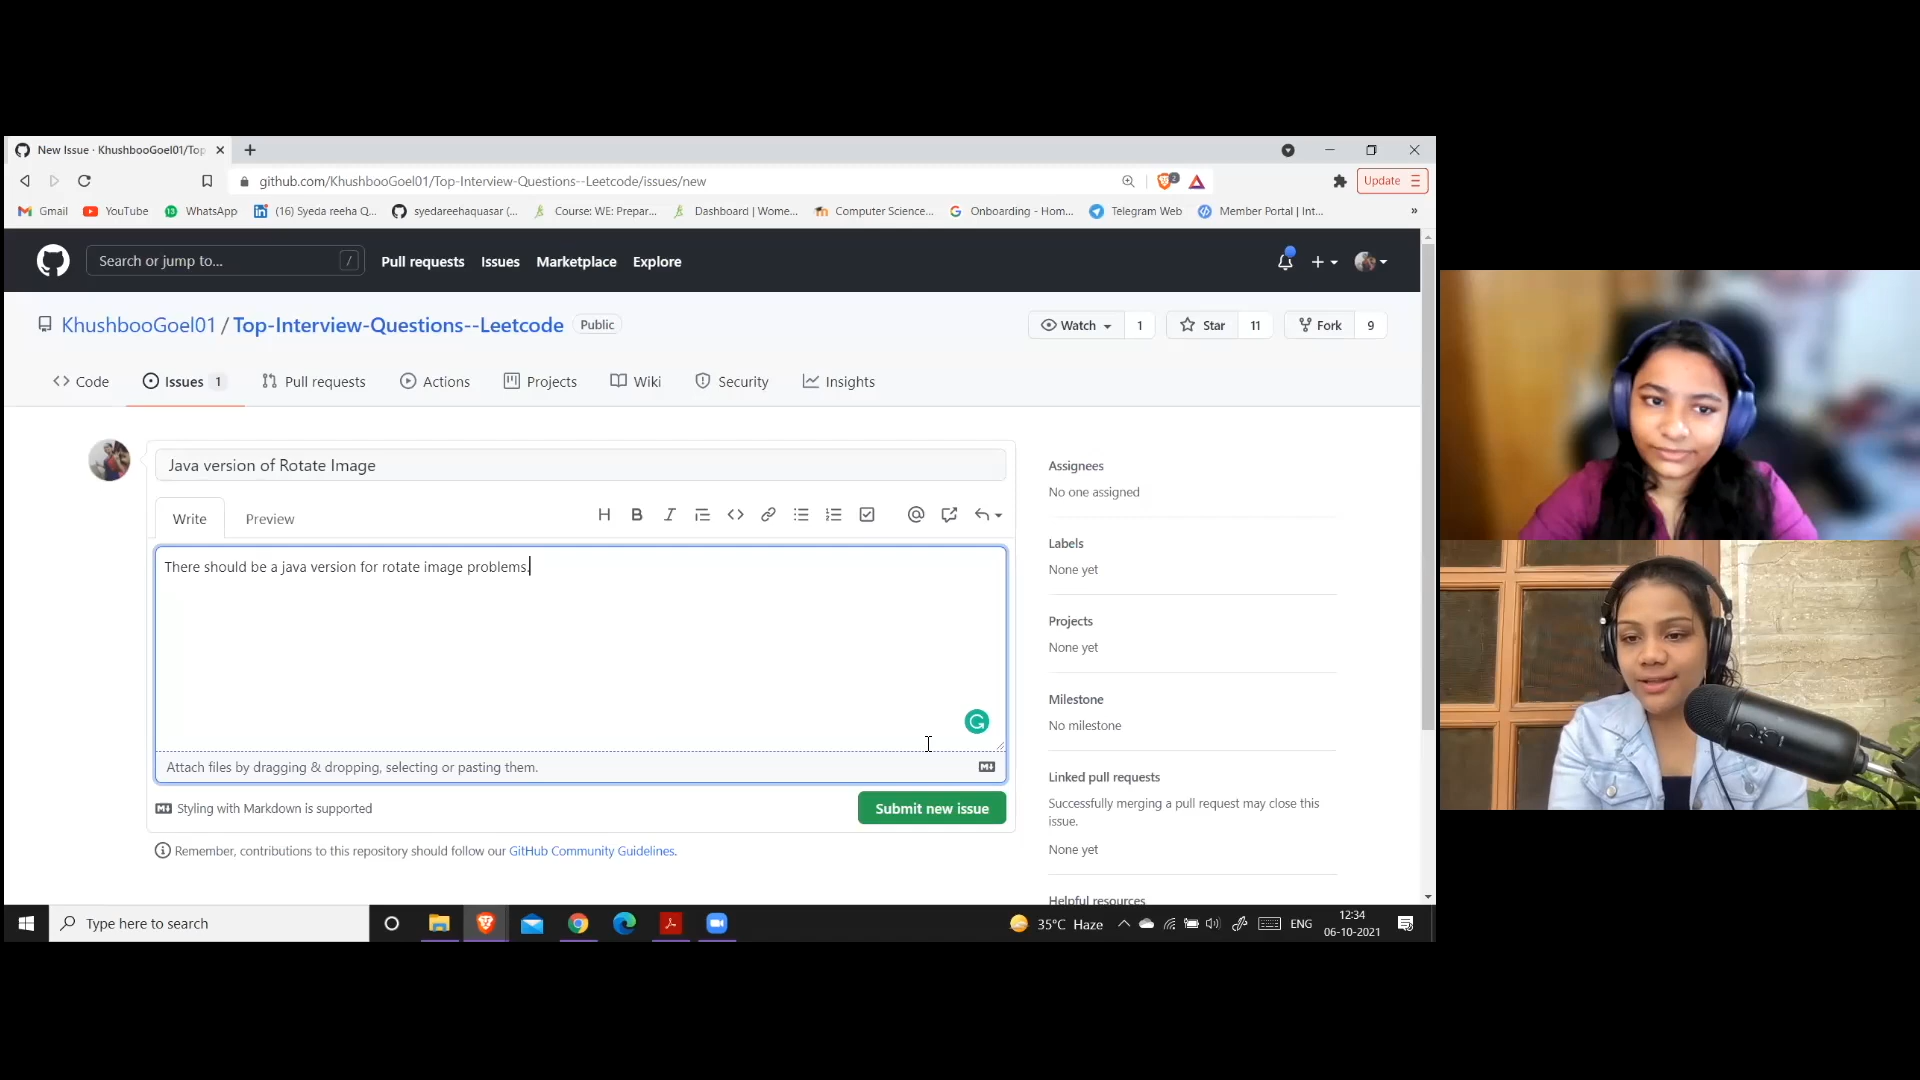 New Issue · KhushbooGoel01/Top
github.com/KhushbooGoel01/Top-Interview-Questions--Leetcode/issues/new
2
Update
Gmail YouTube WhatsApp (16) Syeda reeha Q... syedareehaquasar (... Course: WE: Prepar... Dashboard | Wome... Computer Science... Onboarding - Hom... Telegram Web Member Portal | Int... »
Search or jump to... / Pull requests Issues Marketplace Explore
KhushbooGoel01 / Top-Interview-Questions--Leetcode Public Watch 1 Star 11 Fork 9
Code Issues 1 Pull requests Actions Projects Wiki Security Insights
Java version of Rotate Image
Write Preview
There should be a java version for rotate image problems.
Attach files by dragging & dropping, selecting or pasting them.
Styling with Markdown is supported
Submit new issue
Remember, contributions to this repository should follow our GitHub Community Guidelines.
Assignees
No one assigned
Labels
None yet
Projects
None yet
Milestone
No milestone
Linked pull requests
Successfully merging a pull request may close this
issue.
None yet
Helpful resources
Type here to search
35°C Haze
ENG
12:34
06-10-2021